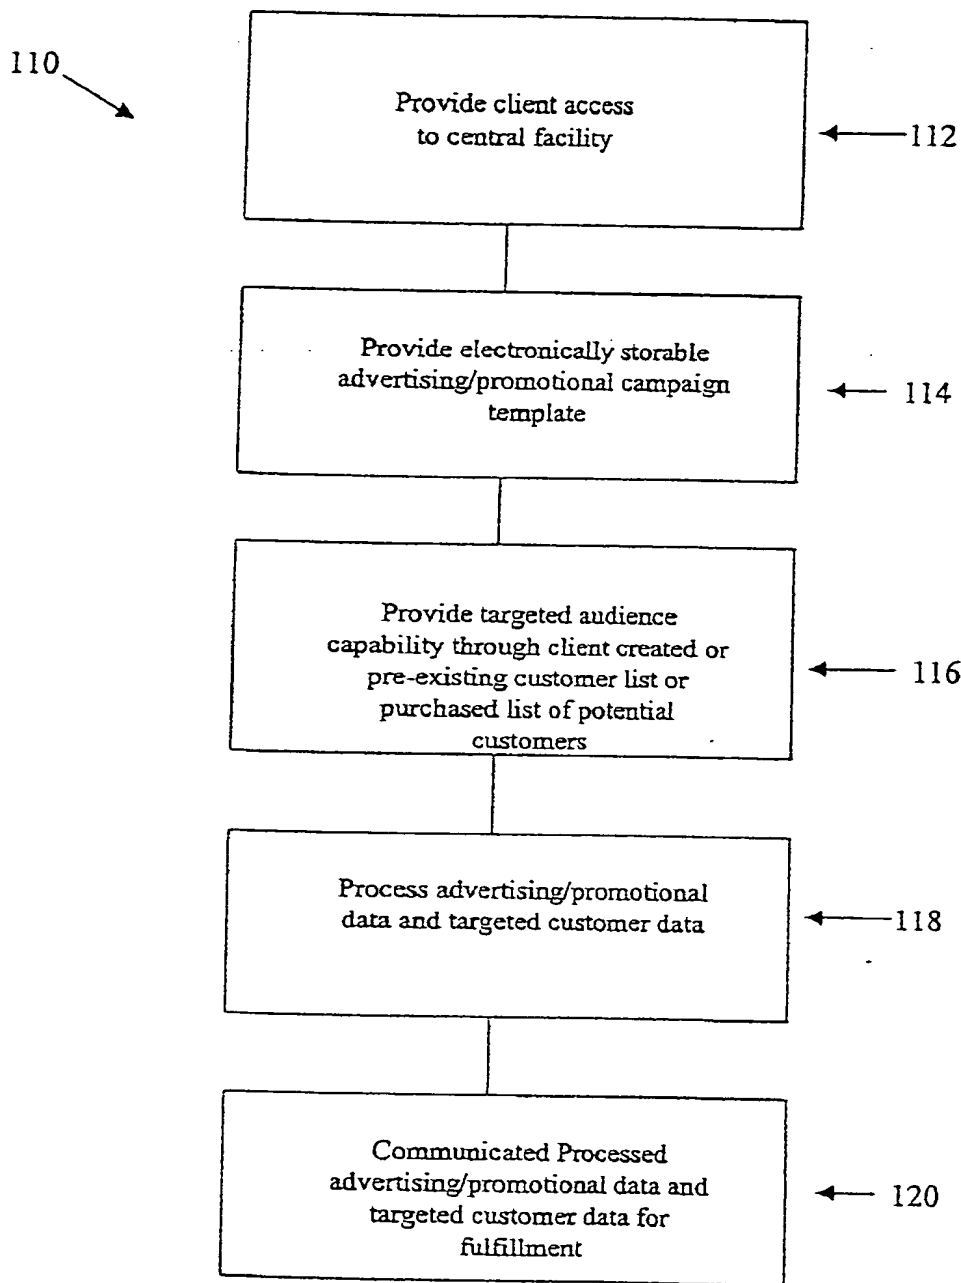 110
Provide client access
to central facility
112
Provide electronically storable
advertising/promotional campaign
template
114
Provide targeted audience
capability through client created or
pre-existing customer list or
purchased list of potential
customers
116
Process advertising/promotional
data and targeted customer data
118
Communicated Processed
advertising/promotional data and
targeted customer data for
fulfillment
120